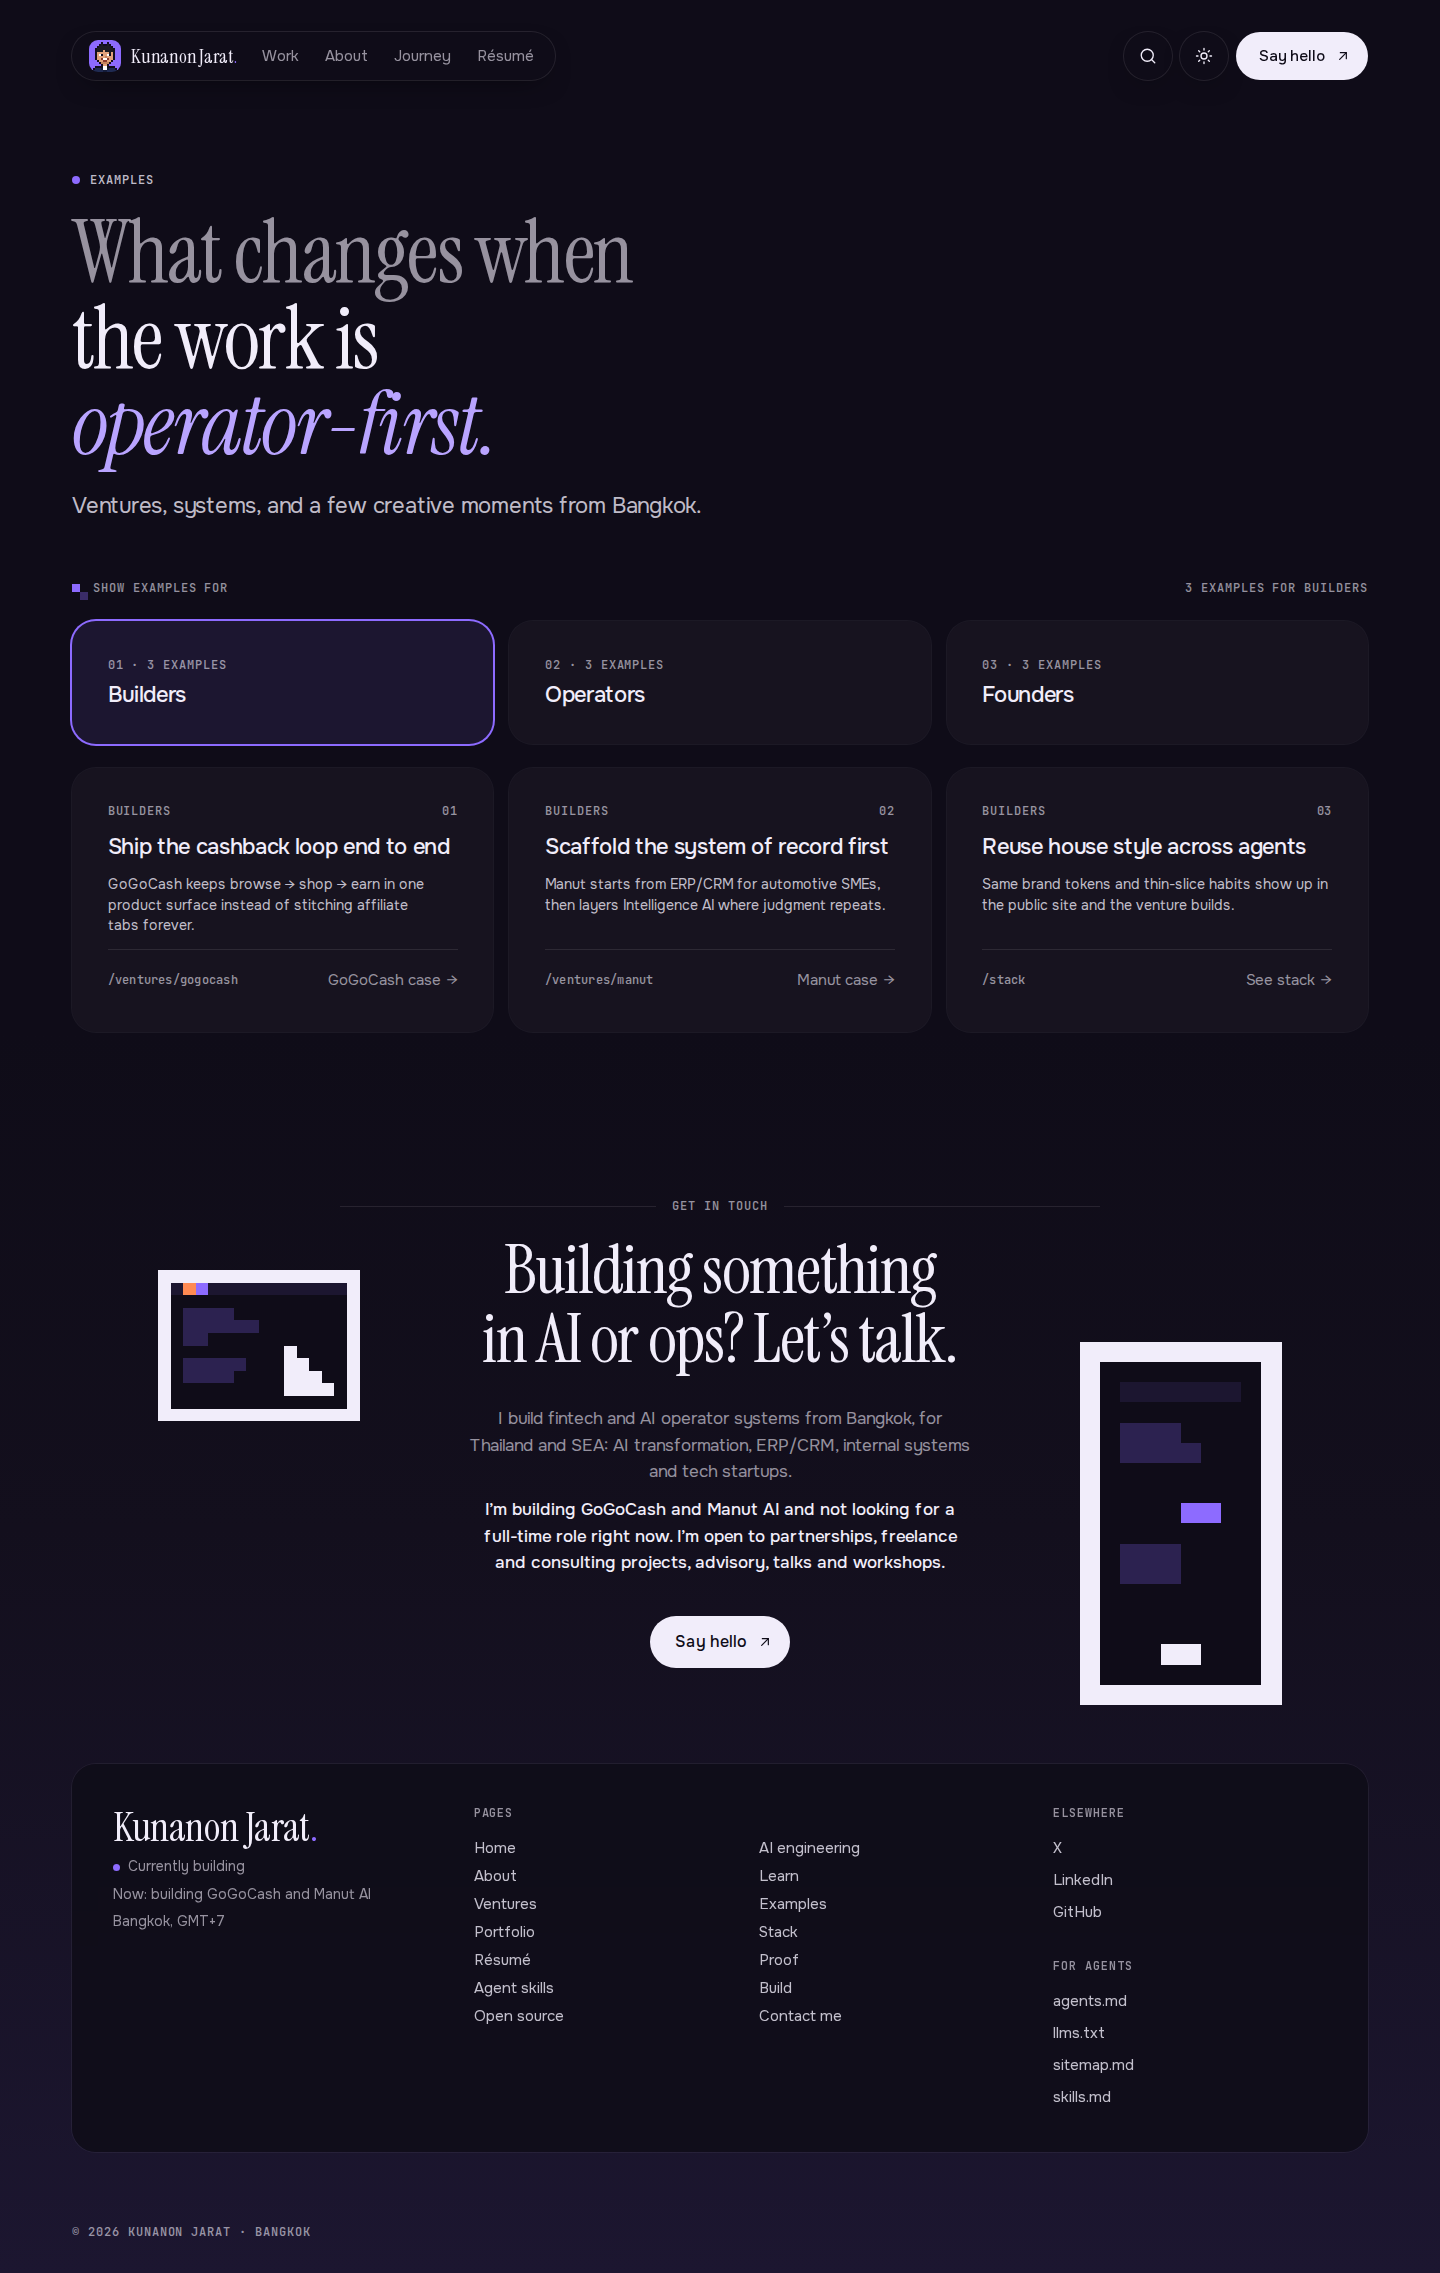 Kunanon Jarat.
Work
About
Journey
Résumé
Say hello
EXAMPLES
What changes when
the work is
operator-first.
Ventures, systems, and a few creative moments from Bangkok.
SHOW EXAMPLES FOR
3 EXAMPLES FOR BUILDERS
01 · 3 EXAMPLES
Builders
02 · 3 EXAMPLES
Operators
03 · 3 EXAMPLES
Founders
BUILDERS 01
Ship the cashback loop end to end
GoGoCash keeps browse → shop → earn in one
product surface instead of stitching affiliate
tabs forever.
/ventures/gogocash GoGoCash case →
BUILDERS 02
Scaffold the system of record first
Manut starts from ERP/CRM for automotive SMEs,
then layers Intelligence AI where judgment repeats.
/ventures/manut Manut case →
BUILDERS 03
Reuse house style across agents
Same brand tokens and thin-slice habits show up in
the public site and the venture builds.
/stack See stack →
GET IN TOUCH
Building something
in AI or ops? Let’s talk.
I build fintech and AI operator systems from Bangkok, for
Thailand and SEA: AI transformation, ERP/CRM, internal systems
and tech startups.
I’m building GoGoCash and Manut AI and not looking for a
full-time role right now. I’m open to partnerships, freelance
and consulting projects, advisory, talks and workshops.
Say hello
Kunanon Jarat.
Currently building
Now: building GoGoCash and Manut AI
Bangkok, GMT+7
PAGES
Home
About
Ventures
Portfolio
Résumé
Agent skills
Open source
AI engineering
Learn
Examples
Stack
Proof
Build
Contact me
ELSEWHERE
X
LinkedIn
GitHub
FOR AGENTS
agents.md
llms.txt
sitemap.md
skills.md
© 2026 KUNANON JARAT · BANGKOK